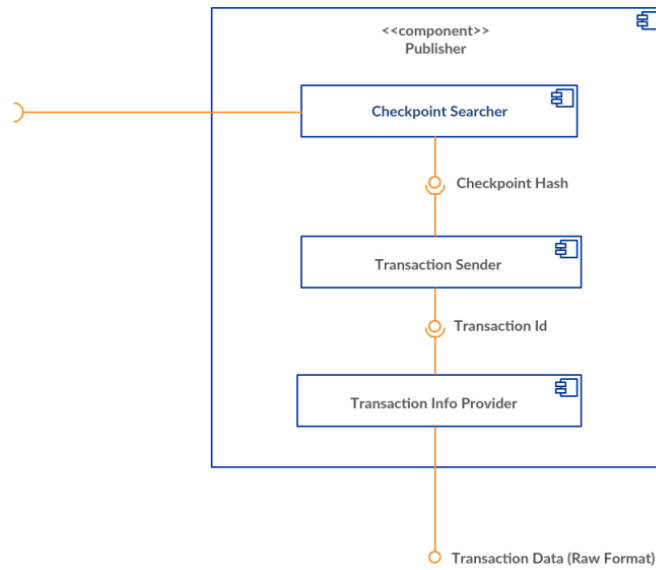 <<component>>
Publisher
Checkpoint Searcher
Checkpoint Hash
Transaction Sender
Transaction Id
Transaction Info Provider
Transaction Data (Raw Format)